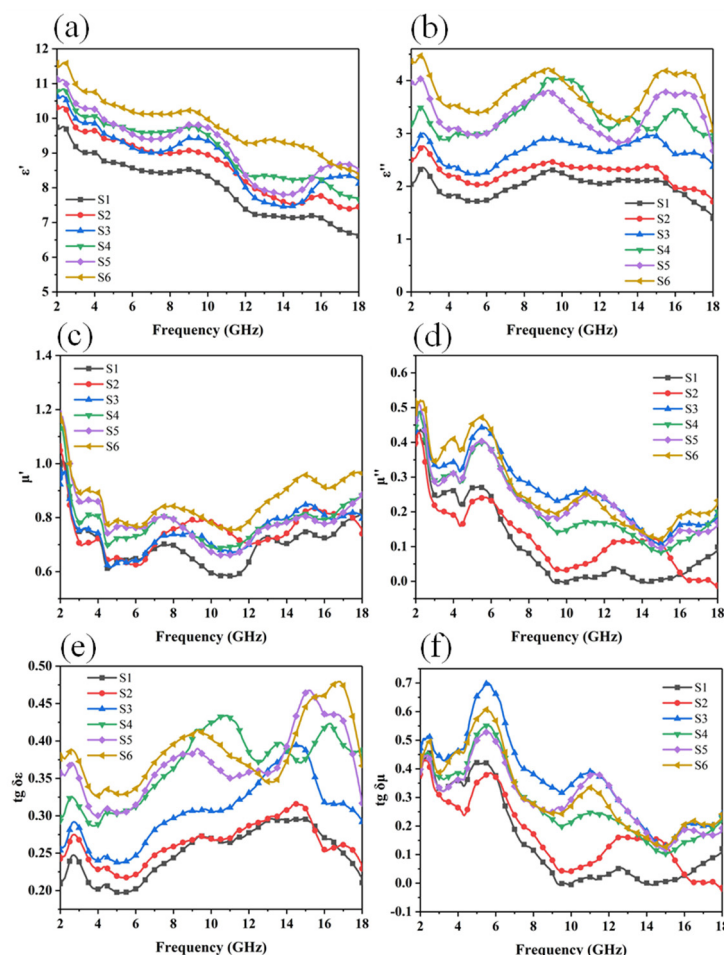 (a)
12
11
10
9
8
7
6
5
ε'
S1
S2
S3
S4
S5
S6
2 4 6 8 10 12 14 16 18
Frequency (GHz)
(b)
4
2
0
ε''
S1
S2
S3
S4
S5
S6
2 4 6 8 10 12 14 16 18
Frequency (GHz)
(c)
1.4
1.2
1.0
0.8
0.6
μ'
S1
S2
S3
S4
S5
S6
2 4 6 8 10 12 14 16 18
Frequency (GHz)
(d)
0.6
0.5
0.4
0.3
0.2
0.1
0.0
μ''
S1
S2
S3
S4
S5
S6
2 4 6 8 10 12 14 16 18
Frequency (GHz)
(e)
0.50
0.45
0.40
0.35
0.30
0.25
0.20
tg δε
S1
S2
S3
S4
S5
S6
2 4 6 8 10 12 14 16 18
Frequency (GHz)
(f)
0.7
0.6
0.5
0.4
0.3
0.2
0.1
0.0
-0.1
tg δμ
S1
S2
S3
S4
S5
S6
2 4 6 8 10 12 14 16 18
Frequency (GHz)